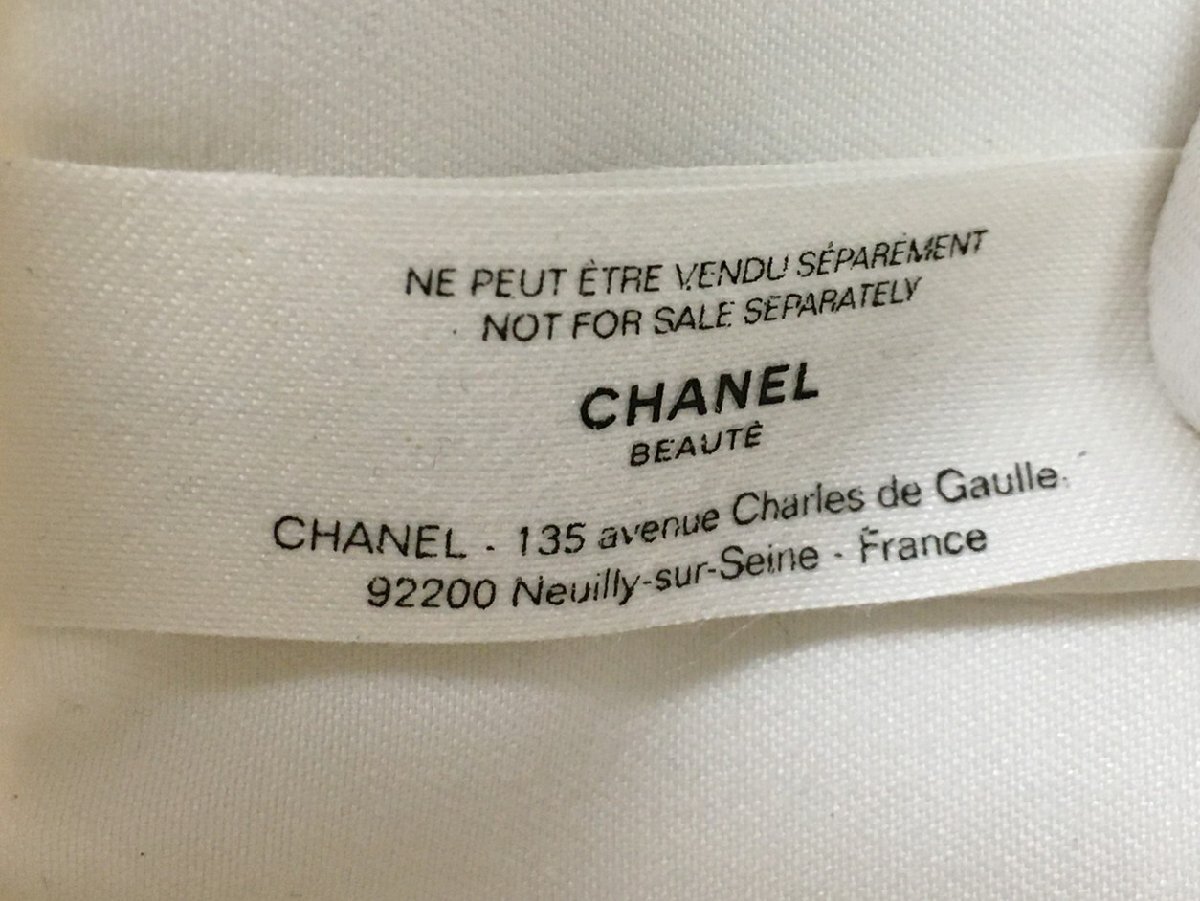 NE PEUT ÊTRE VENDU SÉPARÉMENT
NOT FOR SALE SEPARATELY
CHANEL
BEAUTÉ
CHANEL - 135 avenue Charles de Gaulle.
92200 Neuilly-sur-Seine - France